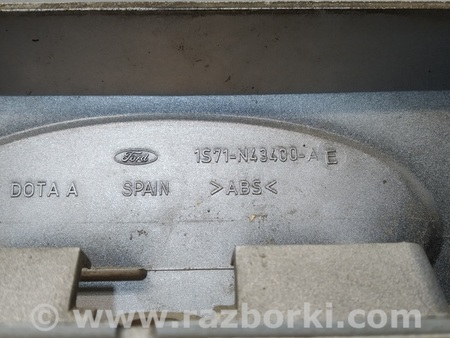 Ford 1S71-N43400-A E
DOTA A SPAIN >ABS<
© www.razborki.com